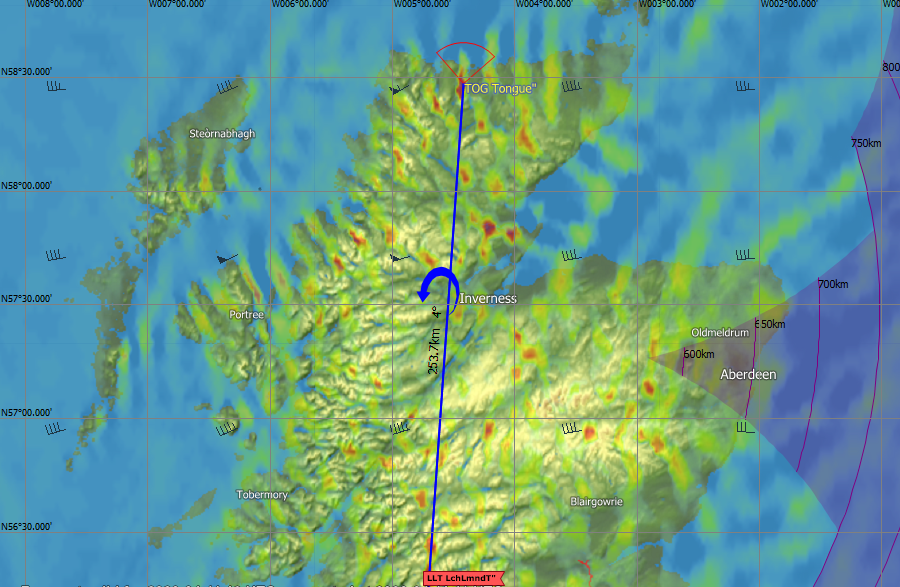 W008°00.000' W007°00.000' W006°00.000' W005°00.000' W004°00.000' W003°00.000' W002°00.000'
N58°30.000'
800
TOG Tongue"
Steòrnabhagh
750km
N58°00.000'
N57°30.000'
700km
Inverness
Portree
253.7km 4°
650km
Oldmeldrum
600km
Aberdeen
N57°00.000'
Tobermory
Blairgowrie
N56°30.000'
LLT LchLmndT"